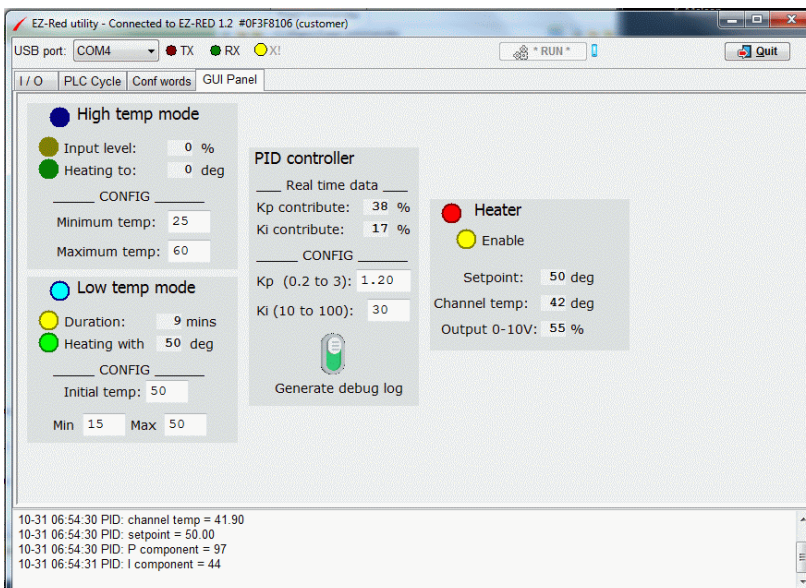 EZ-Red utility - Connected to EZ-RED 1.2 #0F3F8106 (customer)
USB port: COM4 TX RX X! * RUN * Quit
I / O PLC Cycle Conf words GUI Panel
High temp mode
Input level: 0 %
Heating to: 0 deg
CONFIG
Minimum temp: 25
Maximum temp: 60
Low temp mode
Duration: 9 mins
Heating with 50 deg
CONFIG
Initial temp: 50
Min 15 Max 50
PID controller
Real time data
Kp contribute: 38 %
Ki contribute: 17 %
CONFIG
Kp (0.2 to 3): 1.20
Ki (10 to 100): 30
Generate debug log
Heater
Enable
Setpoint: 50 deg
Channel temp: 42 deg
Output 0-10V: 55 %
10-31 06:54:30 PID: channel temp = 41.90
10-31 06:54:30 PID: setpoint = 50.00
10-31 06:54:30 PID: P component = 97
10-31 06:54:31 PID: I component = 44